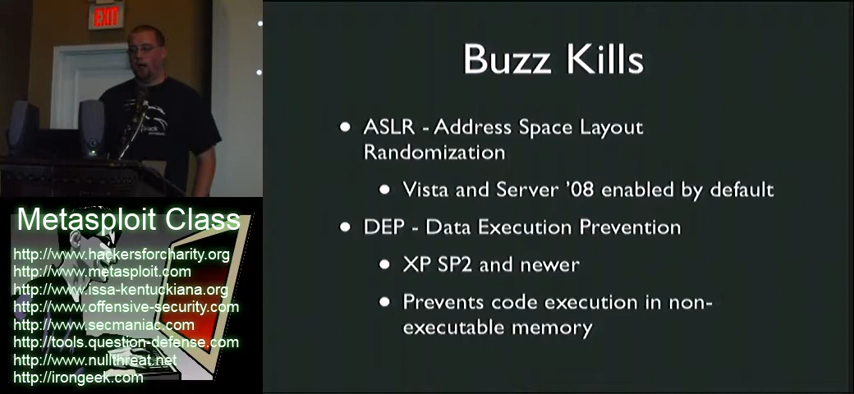 EXIT
Buzz Kills
• ASLR - Address Space Layout
Randomization
• Vista and Server '08 enabled by default
• DEP - Data Execution Prevention
• XP SP2 and newer
• Prevents code execution in non-
executable memory
Metasploit Class
http://www.hackersforcharity.org
http://www.metasploit.com
http://www.issa-kentuckiana.org
http://www.offensive-security.com
http://www.secmaniac.com
http://tools.question-defense.com
http://www.nullthreat.net
http://irongeek.com